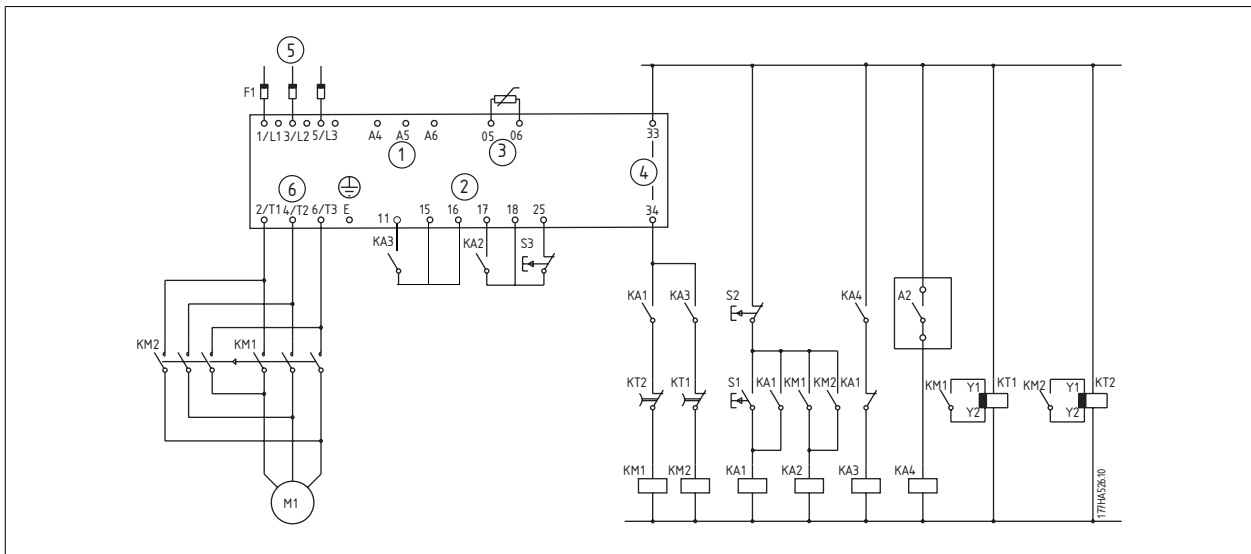 5
F1
1/L1 3/L2 5/L3 A4 A5 A6 05 06 33
1 3 4
6 2
2/T1 4/T2 6/T3 E 11 15 16 17 18 25 34
KA3 KA2 S3
KA1 KA3 S2 KA4 A2
KM2 KM1
KT2 KT1 S1 KA1 KM1 KM2 KA1 KM1 Y1 KT1 KM2 Y1 KT2
Y2 Y2
KM1 KM2 KA1 KA2 KA3 KA4
M1
177HA526.10